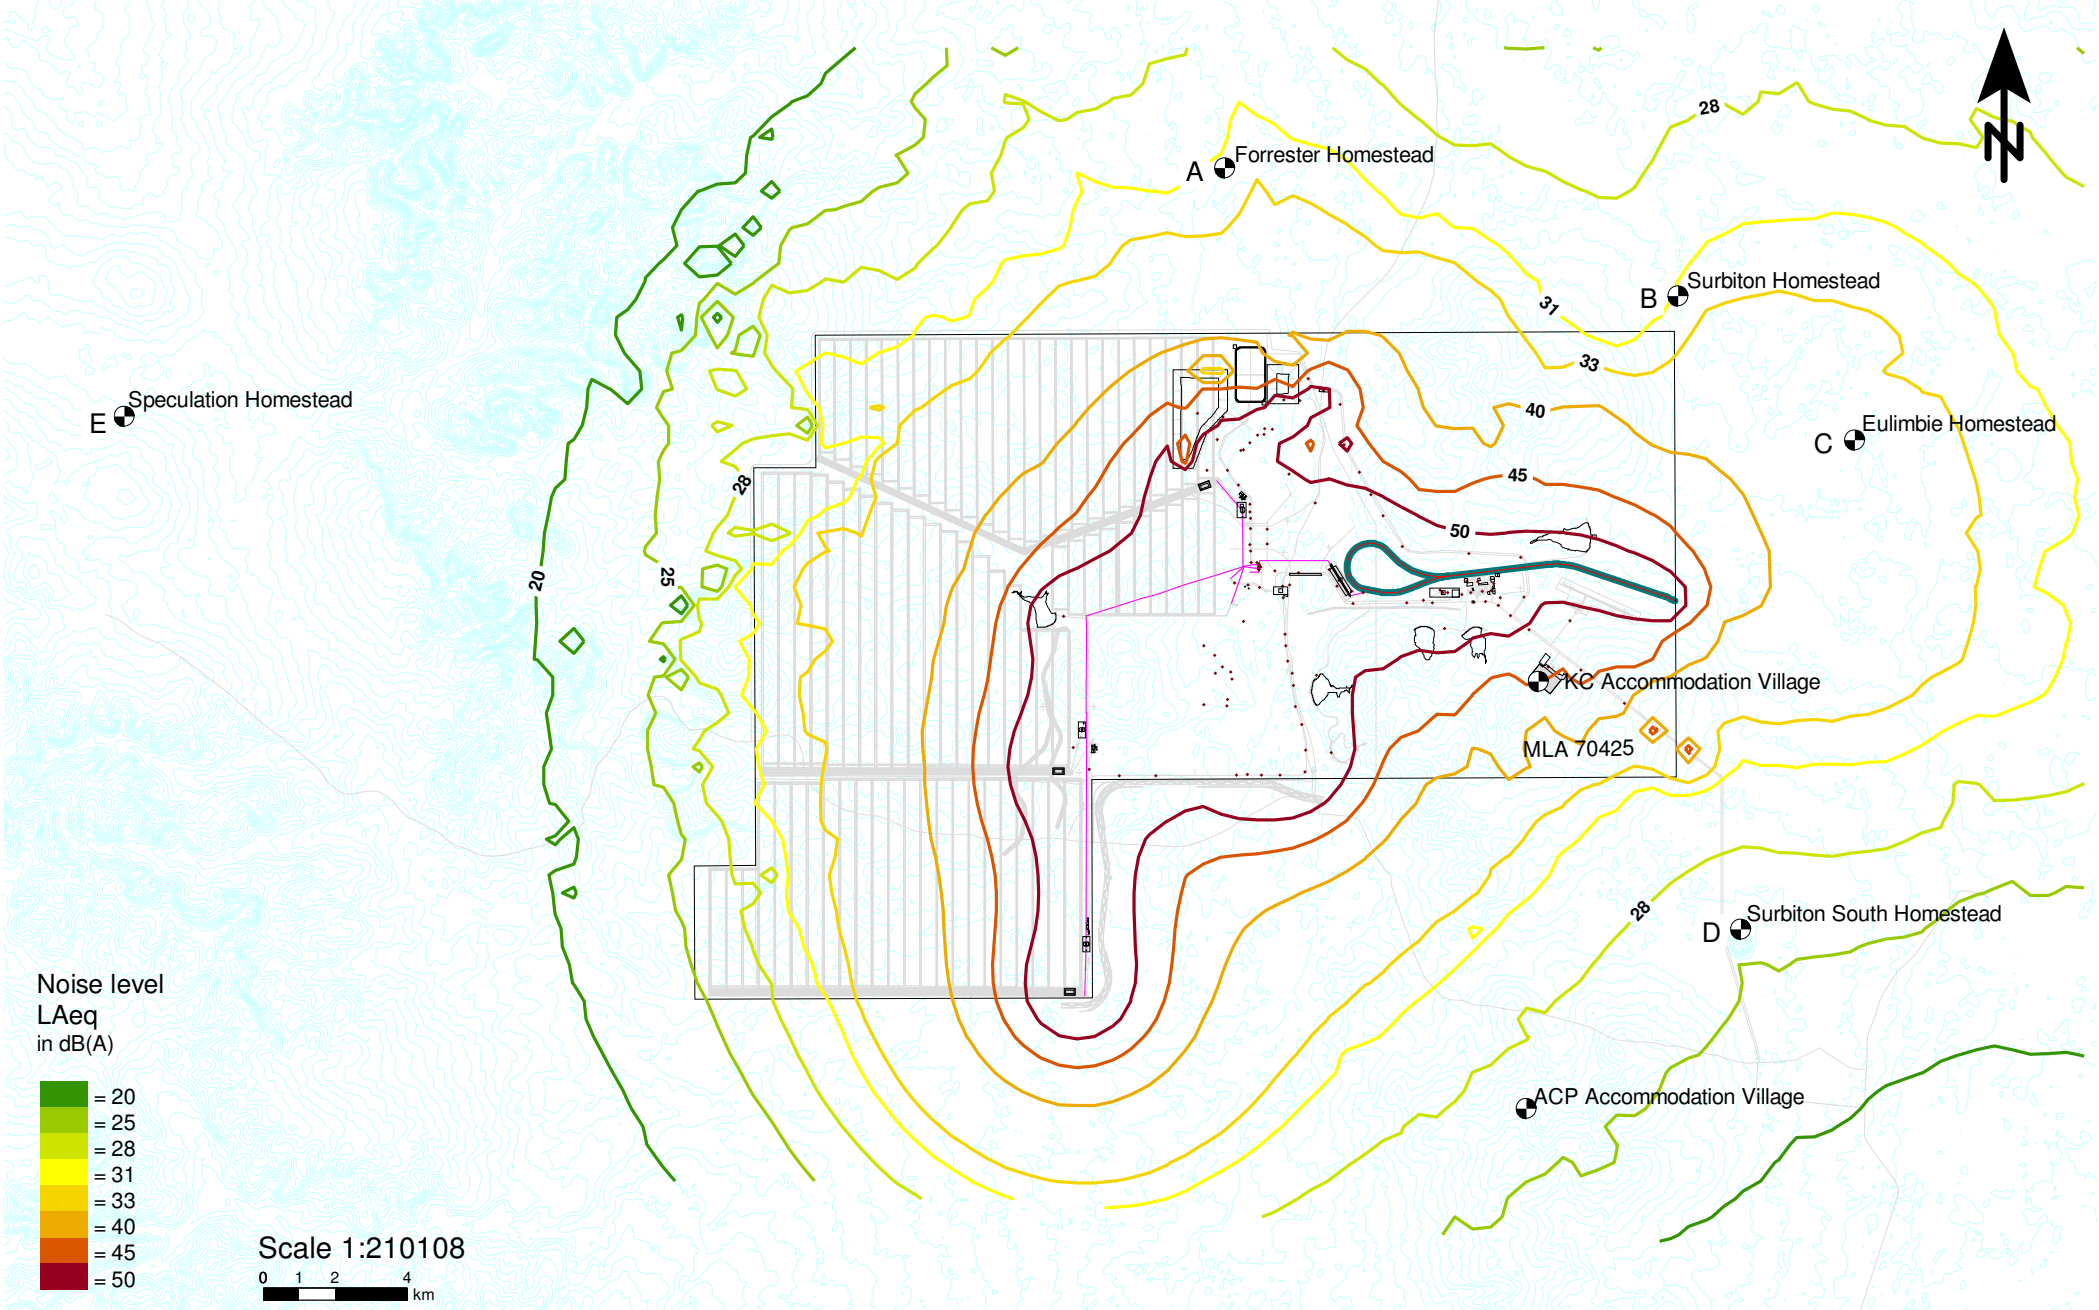 28
N
A
Forrester Homestead
B
Surbiton Homestead
31
33
E
Speculation Homestead
40
C
Eulimbie Homestead
28
45
50
20
25
KC Accommodation Village
MLA 70425
28
D
Surbiton South Homestead
ACP Accommodation Village
Noise level
LAeq
in dB(A)
= 20
= 25
= 28
= 31
= 33
= 40
= 45
= 50
Scale 1:210108
0 1 2 4
km